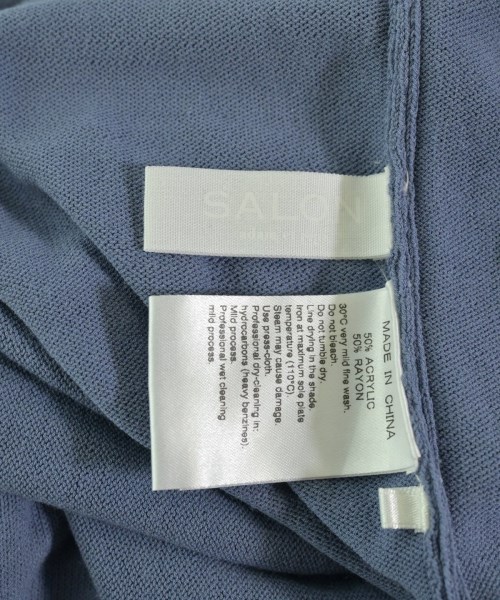 SALON
MADE IN CHINA
50% ACRYLIC
50% RAYON
30°C very mild fine wash.
Do not bleach.
Do not tumble dry.
Line drying in the shade.
Iron at maximum sole plate
temperature (110°C).
Steam may cause damage.
Use press-cloth.
Professional dry-cleaning in:
hydrocarbons (heavy benzines).
Mild process.
Professional wet cleaning
mild process.